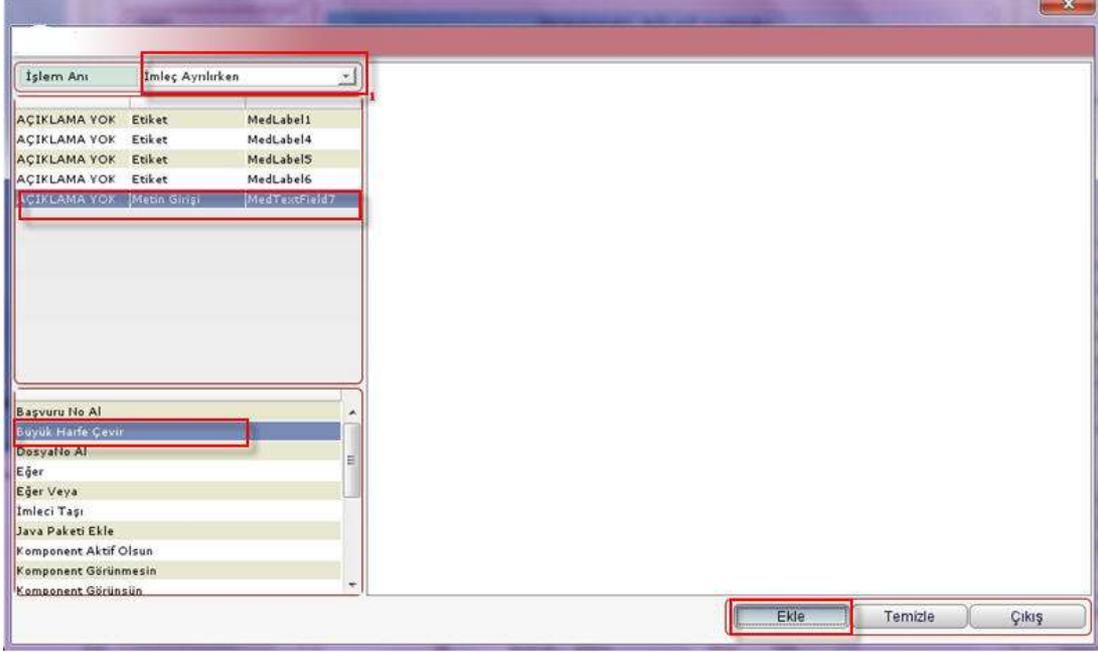 İşlem Anı İmleç Ayrılırken
1
AÇIKLAMA YOK Etiket MedLabel1
AÇIKLAMA YOK Etiket MedLabel4
AÇIKLAMA YOK Etiket MedLabel5
AÇIKLAMA YOK Etiket MedLabel6
AÇIKLAMA YOK Metin Girişi MedTextField7
Başvuru No Al
Büyük Harfe Çevir
DosyaNo Al
Eğer
Eğer Veya
İmleci Taşı
Java Paketi Ekle
Komponent Aktif Olsun
Komponent Görünmesin
Komponent Görünsün
Ekle Temizle Çıkış